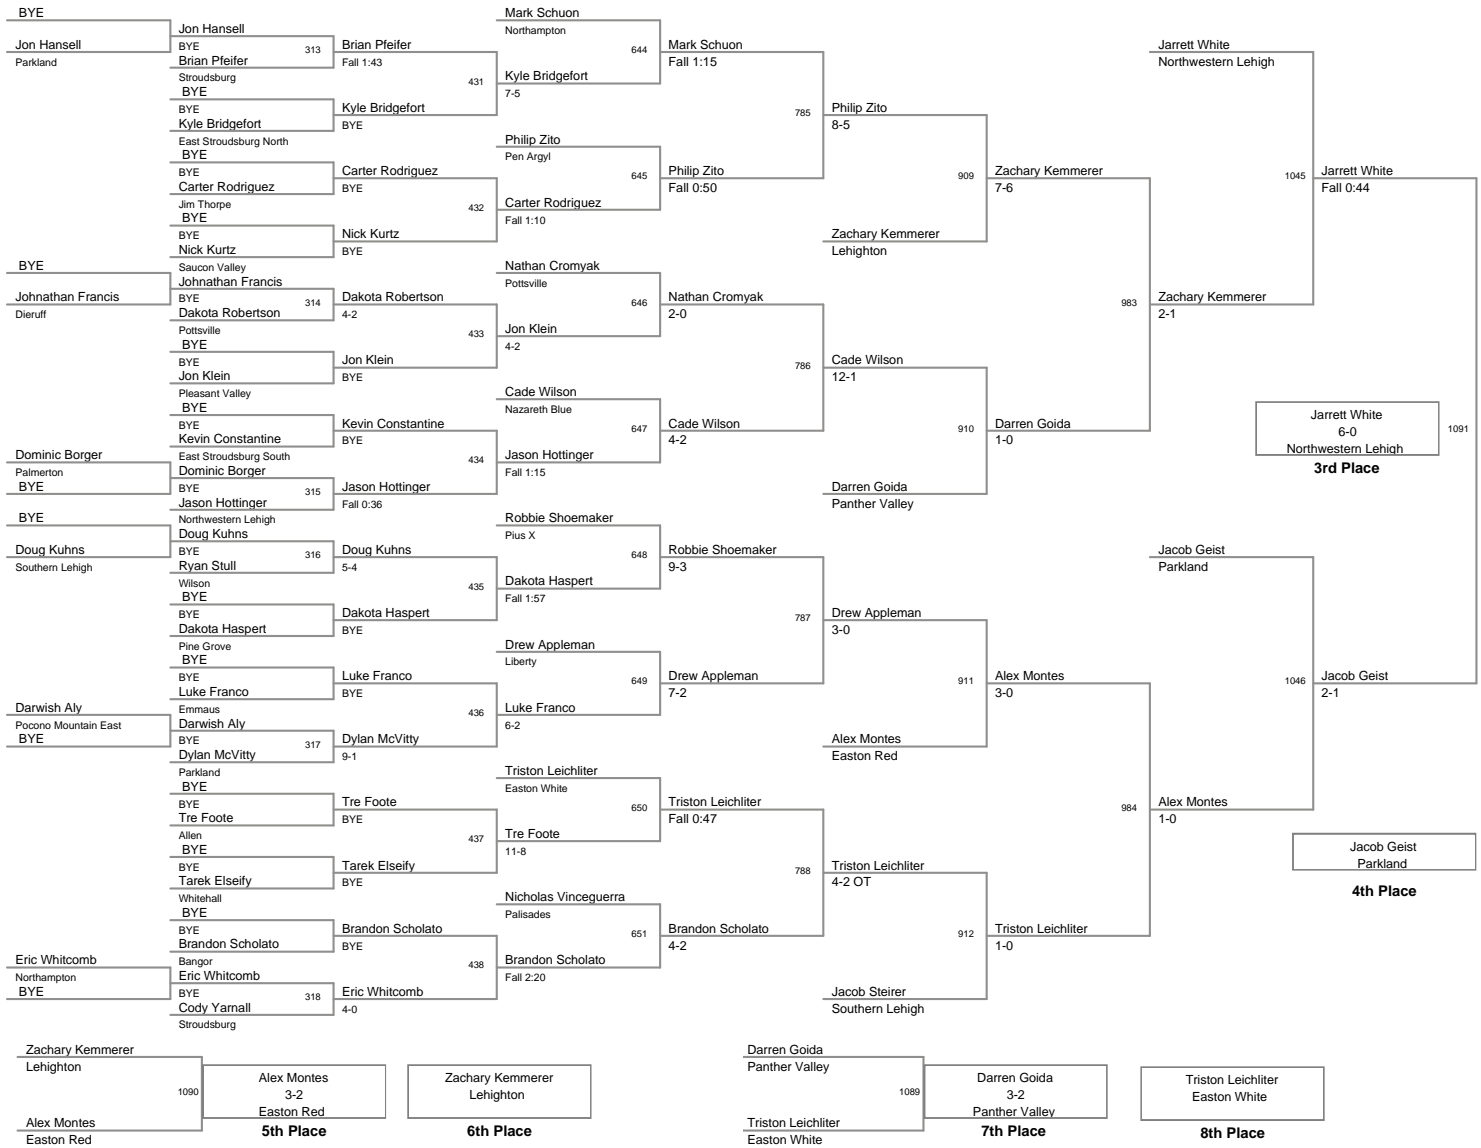 BYE
Jon Hansell
Parkland
BYE
Johnathan Francis
Dieruff
Dominic Borger
Palmerton
BYE
BYE
Doug Kuhns
Southern Lehigh
Darwish Aly
Pocono Mountain East
BYE
Eric Whitcomb
Northampton
BYE
Jon Hansell
BYE
313
Brian Pfeifer
Stroudsburg
BYE
BYE
Kyle Bridgefort
East Stroudsburg North
BYE
BYE
Carter Rodriguez
Jim Thorpe
BYE
BYE
Nick Kurtz
Saucon Valley
Johnathan Francis
BYE
314
Dakota Robertson
Pottsville
BYE
BYE
Jon Klein
Pleasant Valley
BYE
BYE
Kevin Constantine
East Stroudsburg South
Dominic Borger
BYE
315
Jason Hottinger
Northwestern Lehigh
Doug Kuhns
BYE
316
Ryan Stull
Wilson
BYE
BYE
Dakota Haspert
Pine Grove
BYE
BYE
Luke Franco
Emmaus
Darwish Aly
BYE
317
Dylan McVitty
Parkland
BYE
BYE
Tre Foote
Allen
BYE
BYE
Tarek Elseify
Whitehall
BYE
BYE
Brandon Scholato
Bangor
Eric Whitcomb
BYE
318
Cody Yarnall
Stroudsburg
Brian Pfeifer
Fall 1:43
431
Kyle Bridgefort
BYE
Carter Rodriguez
BYE
432
Nick Kurtz
BYE
Dakota Robertson
4-2
433
Jon Klein
BYE
Kevin Constantine
BYE
434
Jason Hottinger
Fall 0:36
Doug Kuhns
5-4
435
Dakota Haspert
BYE
Luke Franco
BYE
436
Dylan McVitty
9-1
Tre Foote
BYE
437
Tarek Elseify
BYE
Brandon Scholato
BYE
438
Eric Whitcomb
4-0
Mark Schuon
Northampton
644
Kyle Bridgefort
7-5
Philip Zito
Pen Argyl
645
Carter Rodriguez
Fall 1:10
Nathan Cromyak
Pottsville
646
Jon Klein
4-2
Cade Wilson
Nazareth Blue
647
Jason Hottinger
Fall 1:15
Robbie Shoemaker
Pius X
648
Dakota Haspert
Fall 1:57
Drew Appleman
Liberty
649
Luke Franco
6-2
Triston Leichliter
Easton White
650
Tre Foote
11-8
Nicholas Vinceguerra
Palisades
651
Brandon Scholato
Fall 2:20
Mark Schuon
Fall 1:15
785
Philip Zito
Fall 0:50
Nathan Cromyak
2-0
786
Cade Wilson
4-2
Robbie Shoemaker
9-3
787
Drew Appleman
7-2
Triston Leichliter
Fall 0:47
788
Brandon Scholato
4-2
Philip Zito
8-5
909
Zachary Kemmerer
Lehighton
Cade Wilson
12-1
910
Darren Goida
Panther Valley
Drew Appleman
3-0
911
Alex Montes
Easton Red
Triston Leichliter
4-2 OT
912
Jacob Steirer
Southern Lehigh
Zachary Kemmerer
7-6
983
Darren Goida
1-0
Alex Montes
3-0
984
Triston Leichliter
1-0
Jarrett White
Northwestern Lehigh
1045
Zachary Kemmerer
2-1
Jacob Geist
Parkland
1046
Alex Montes
1-0
Jarrett White
Fall 0:44
1091
Jacob Geist
2-1
Jarrett White
6-0
Northwestern Lehigh
3rd Place
Jacob Geist
Parkland
4th Place
Zachary Kemmerer
Lehighton
1090
Alex Montes
Easton Red
Alex Montes
3-2
Easton Red
5th Place
Zachary Kemmerer
Lehighton
6th Place
Darren Goida
Panther Valley
1089
Triston Leichliter
Easton White
Darren Goida
3-2
Panther Valley
7th Place
Triston Leichliter
Easton White
8th Place